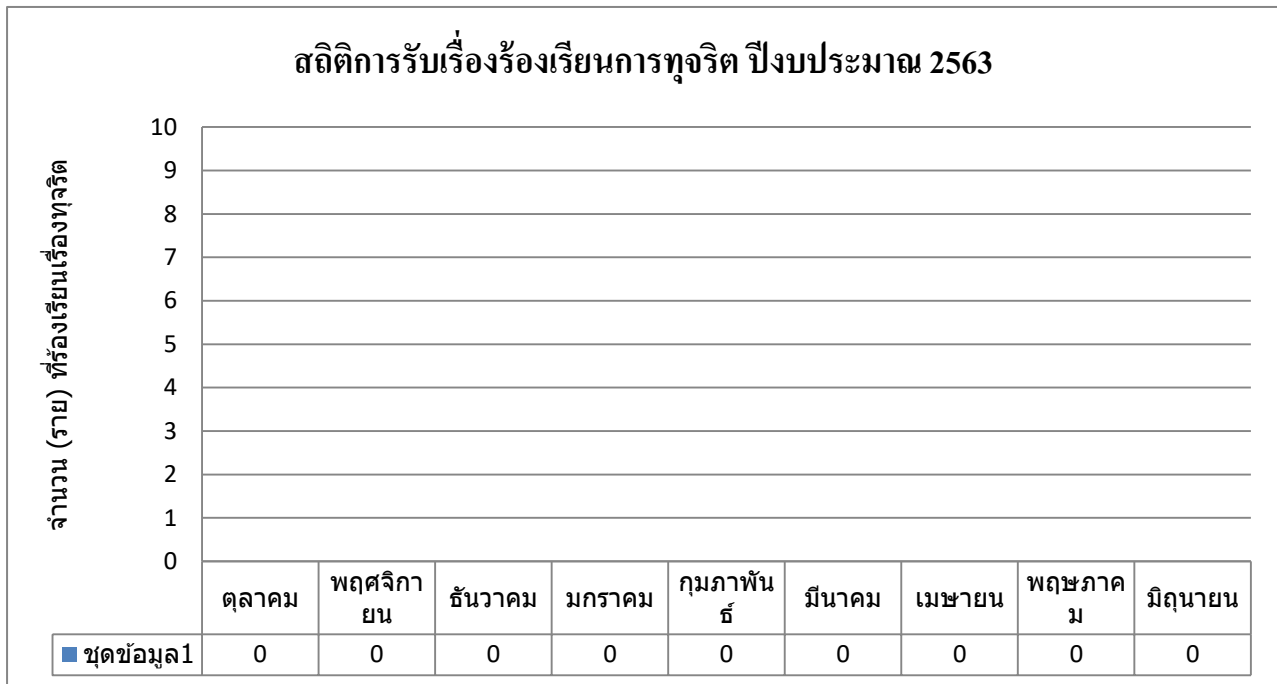 สถิติการรับเรื่องร้องเรียนการทุจริต ปีงบประมาณ 2563
จำนวน (ราย) ที่ร้องเรียนเรื่องทุจริต
10
9
8
7
6
5
4
3
2
1
0
ตุลาคม พฤศจิกา ธันวาคม มกราคม กุมภาพัน มีนาคม เมษายน พฤษภาค มิถุนายน
ยน ธ์ ม
ชุดข้อมูล1 0 0 0 0 0 0 0 0 0